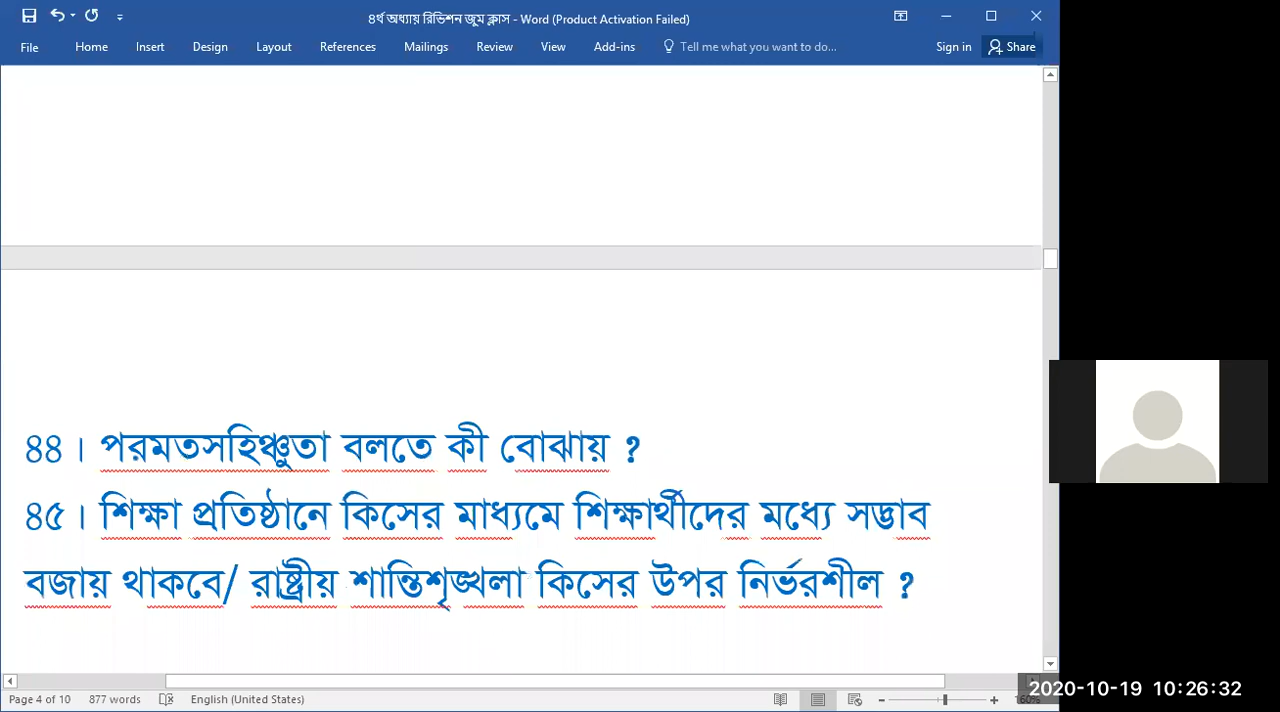 ৪র্থ অধ্যায় রিভিশন জুম ক্লাস - Word (Product Activation Failed)
File Home Insert Design Layout References Mailings Review View Add-ins Tell me what you want to do... Sign in Share
৪৪। পরমতসহিষ্ণুতা বলতে কী বোঝায় ?
৪৫। শিক্ষা প্রতিষ্ঠানে কিসের মাধ্যমে শিক্ষার্থীদের মধ্যে সদ্ভাব
বজায় থাকবে/ রাষ্ট্রীয় শান্তিশৃঙ্খলা কিসের উপর নির্ভরশীল ?
Page 4 of 10 877 words English (United States)
2020-10-19 10:26:32